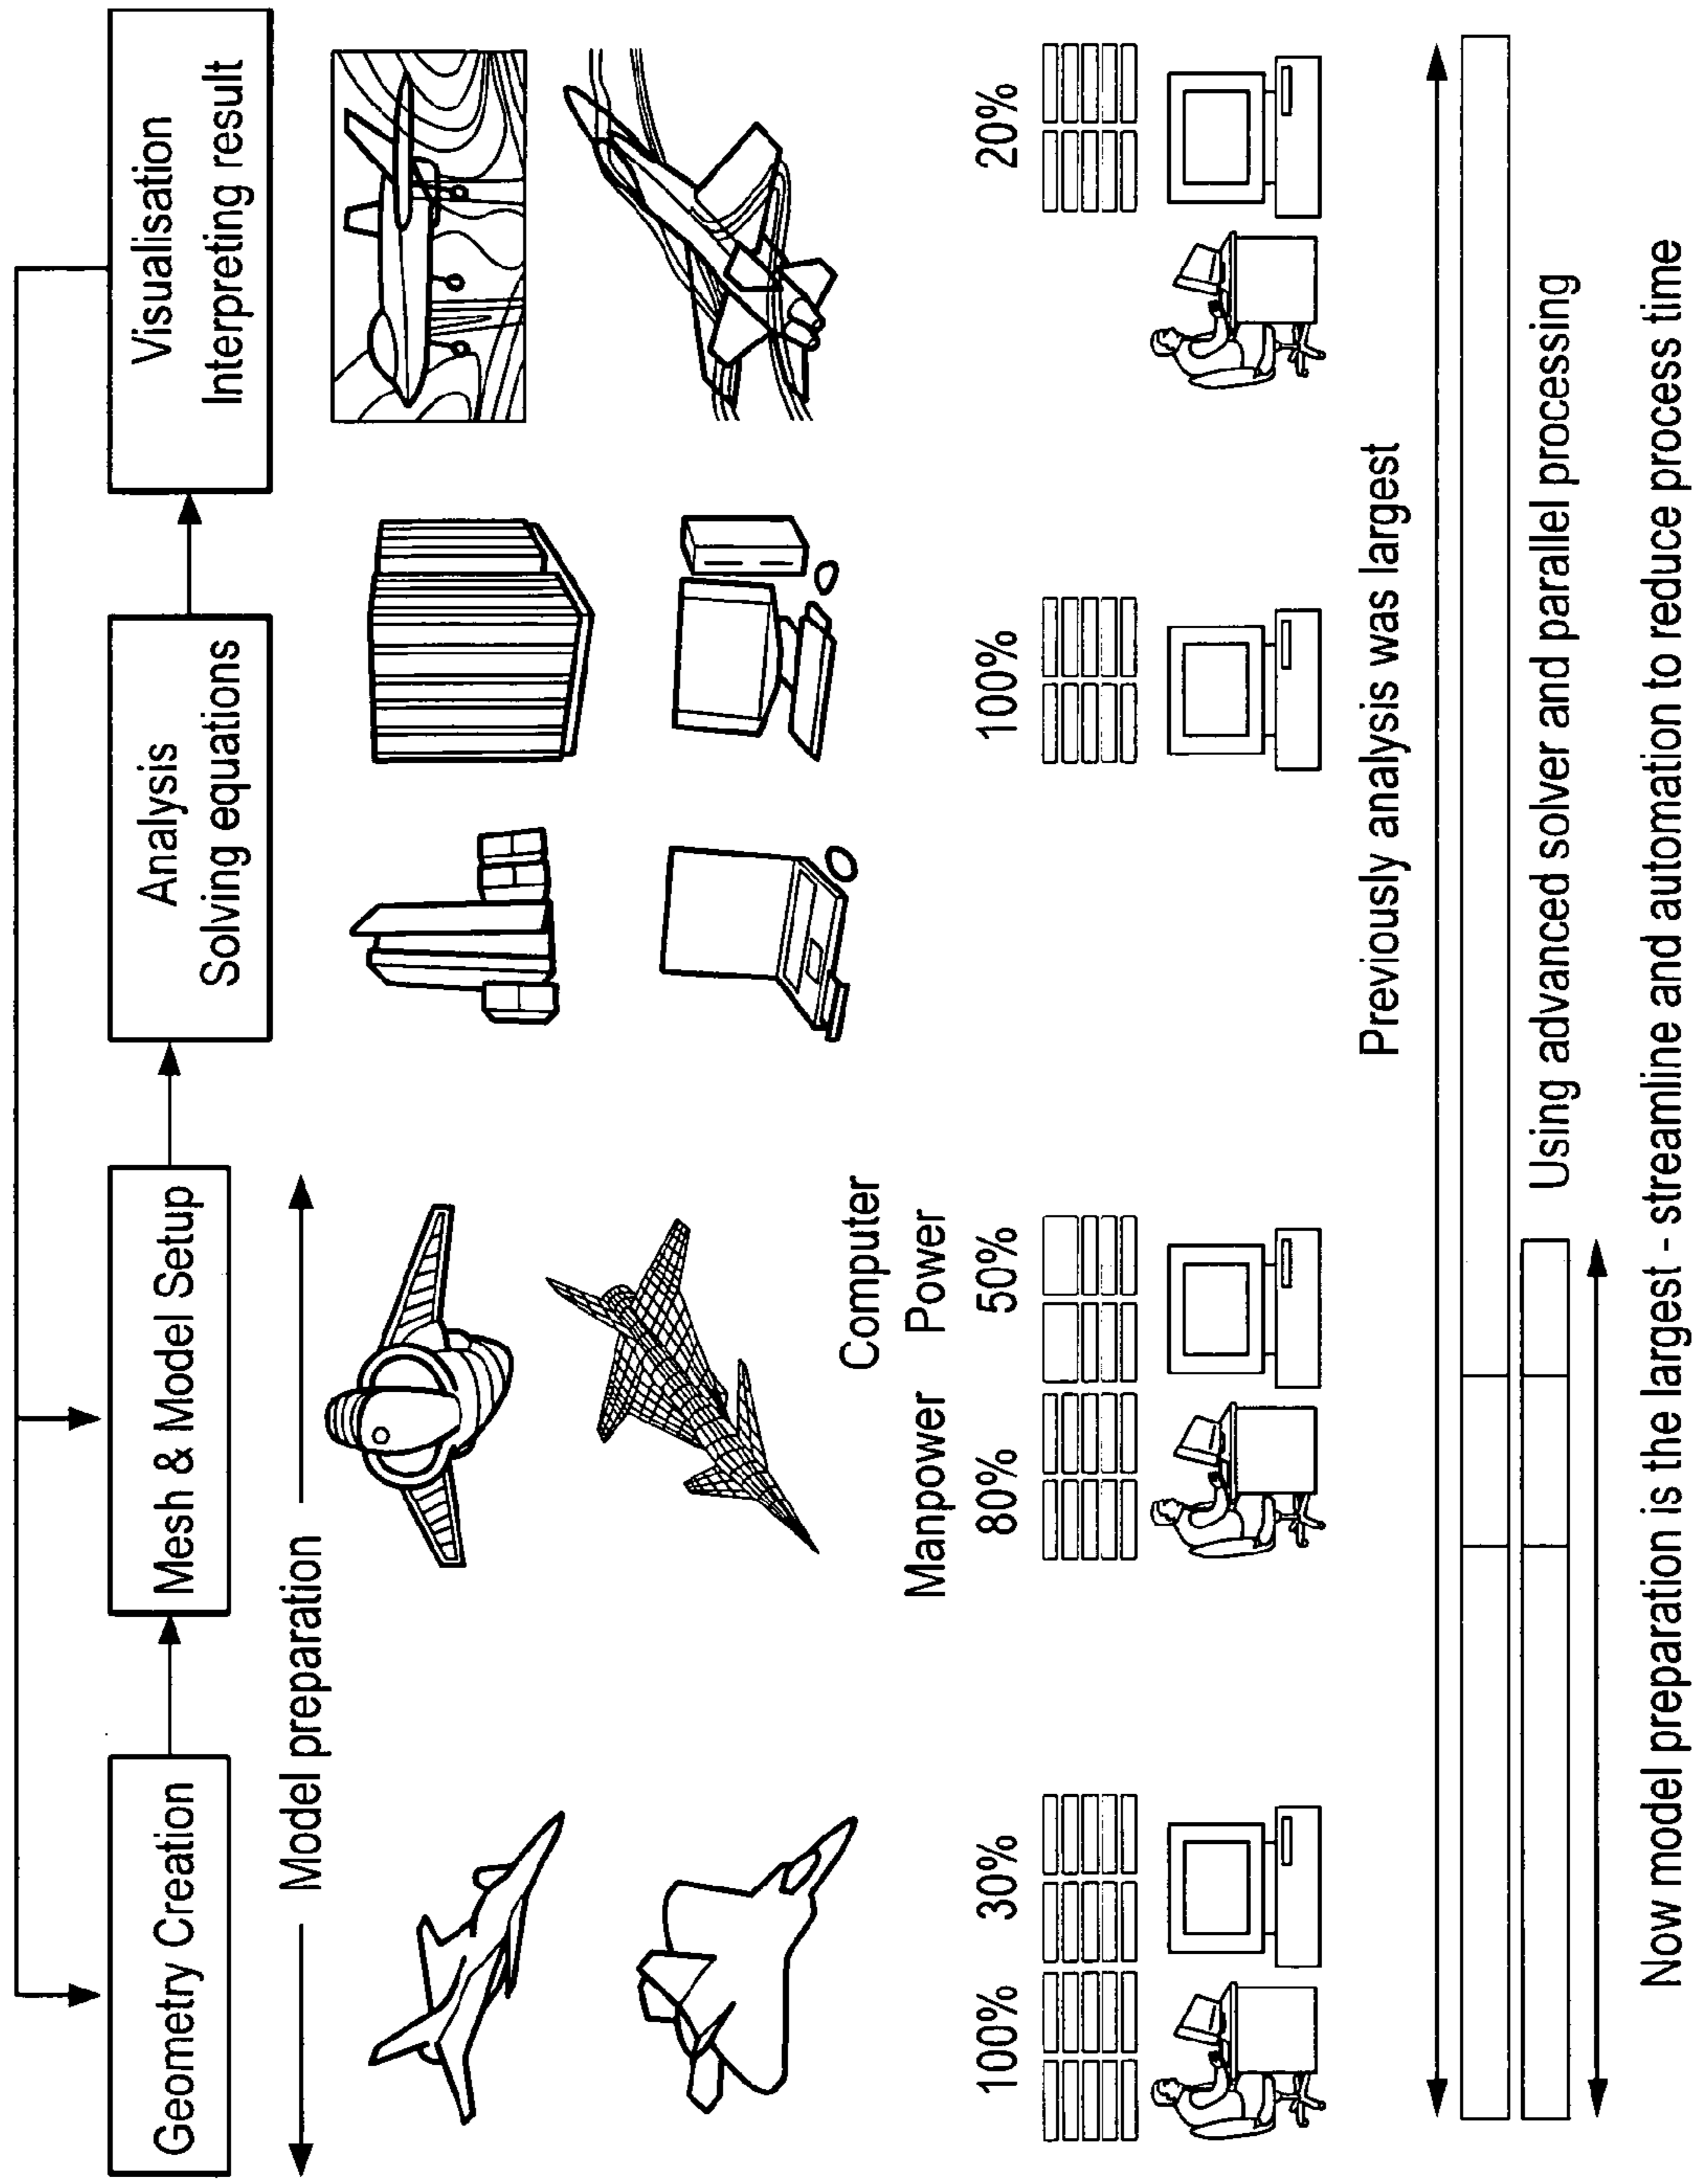 Geometry Creation
Mesh & Model Setup
Analysis
Solving equations
Visualisation
Interpreting result
Model preparation
Computer
Manpower Power
100% 30%
80% 50%
100%
20%
Previously analysis was largest
Using advanced solver and parallel processing
Now model preparation is the largest - streamline and automation to reduce process time